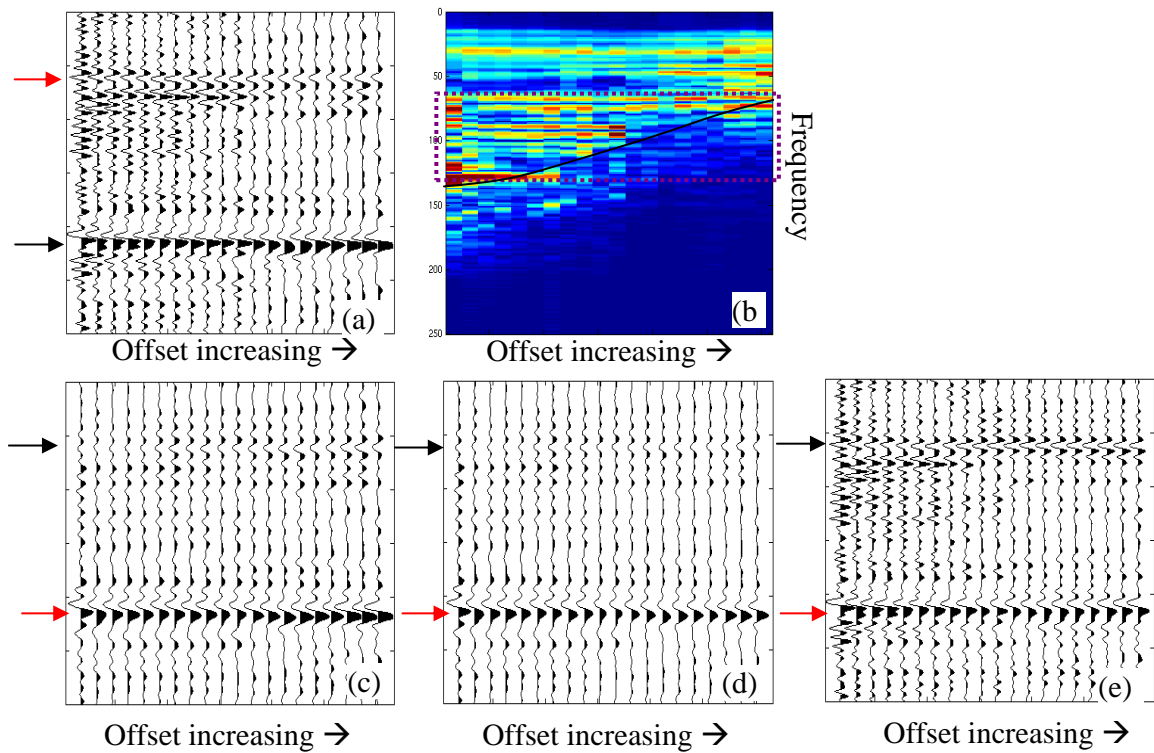 0
50
100
150
200
250
Frequency
(a)
(b)
Offset increasing →
Offset increasing →
(c)
(d)
(e)
Offset increasing →
Offset increasing →
Offset increasing →